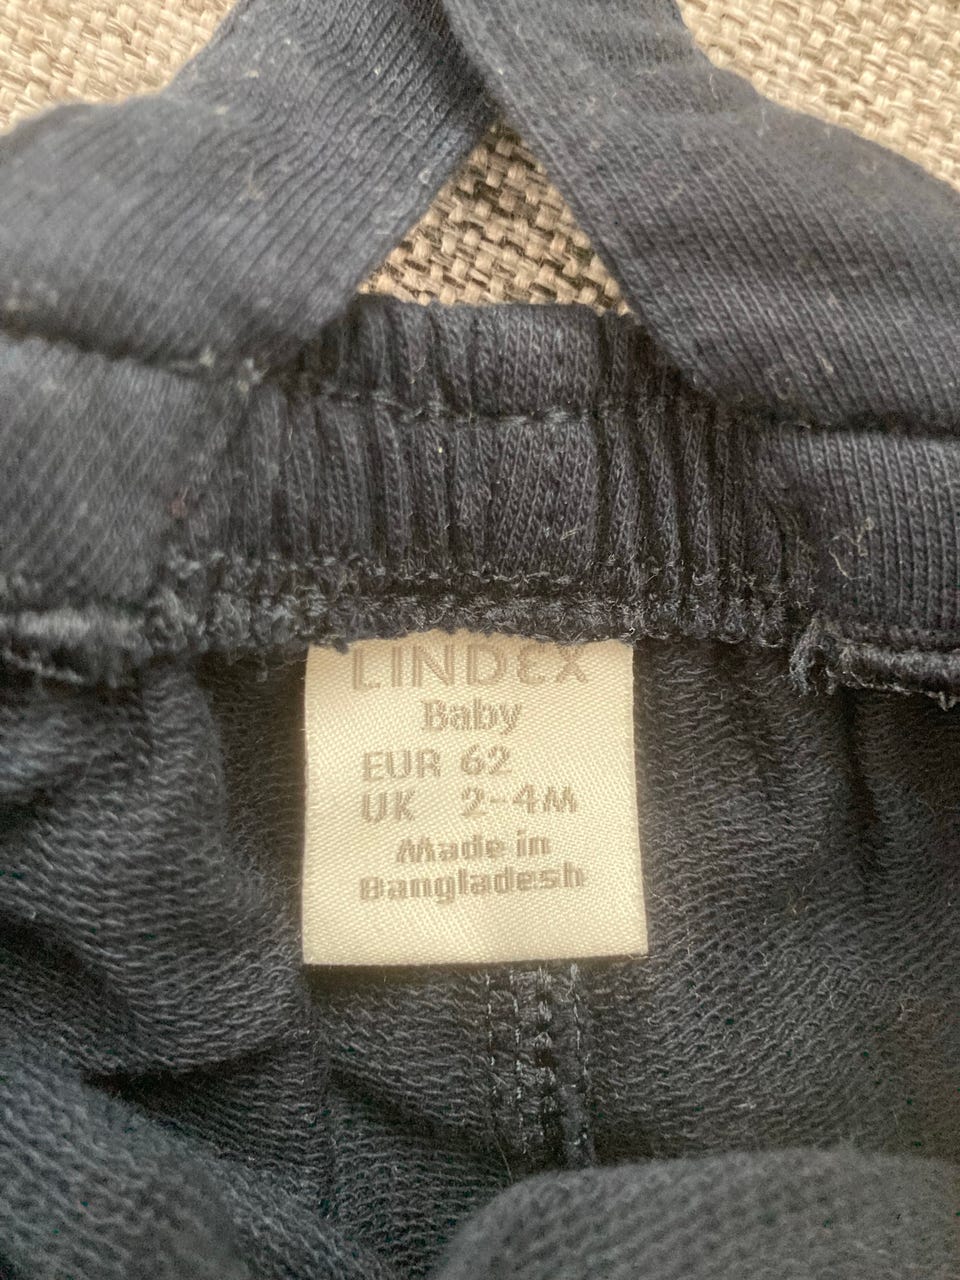 LINDEX
Baby
EUR 62
UK 2-4M
Made in
Bangladesh